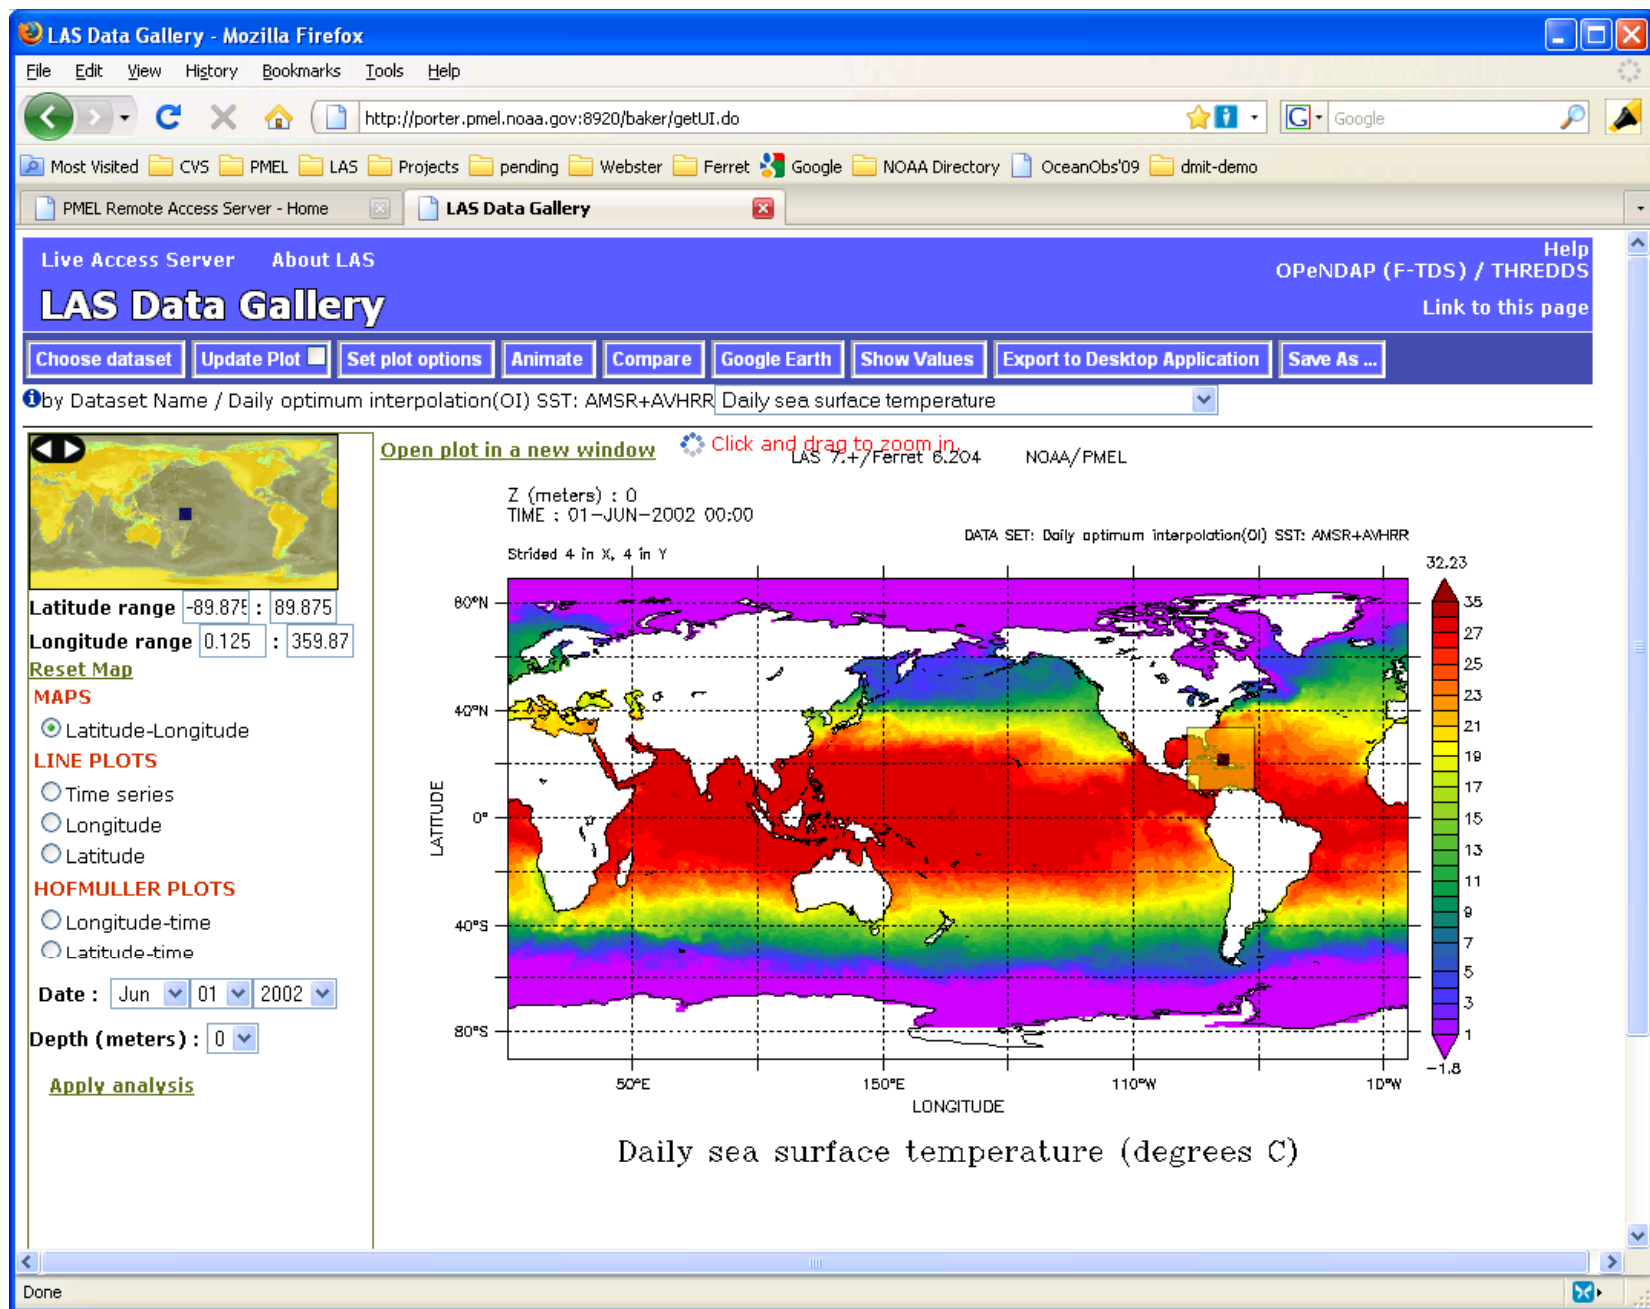 LAS Data Gallery - Mozilla Firefox
File Edit View History Bookmarks Tools Help
http://porter.pmel.noaa.gov:8920/baker/getUI.do
G Google
Most Visited CVS PMEL LAS Projects pending Webster Ferret Google NOAA Directory OceanObs'09 dmit-demo
PMEL Remote Access Server - Home LAS Data Gallery
Live Access Server About LAS Help
OPeNDAP (F-TDS) / THREDDS
LAS Data Gallery
Link to this page
Choose dataset Update Plot Set plot options Animate Compare Google Earth Show Values Export to Desktop Application Save As ...
by Dataset Name / Daily optimum interpolation(OI) SST: AMSR+AVHRR Daily sea surface temperature
Open plot in a new window Click and drag to zoom in.
LAS 7.+/Ferret 6.204 NOAA/PMEL
Z (meters) : 0
TIME : 01-JUN-2002 00:00
DATA SET: Daily optimum interpolation(OI) SST: AMSR+AVHRR
Strided 4 in X, 4 in Y
Latitude range -89.875 : 89.875
Longitude range 0.125 : 359.87
Reset Map
MAPS
Latitude-Longitude
LINE PLOTS
Time series
Longitude
Latitude
HOFMULLER PLOTS
Longitude-time
Latitude-time
Date : Jun 01 2002
Depth (meters) : 0
Apply analysis
80°N
40°N
0°
40°S
80°S
LATITUDE
50°E 150°E 110°W 10°W
LONGITUDE
32.23
35
27
25
23
21
19
17
15
13
11
9
7
5
3
1
-1.8
Daily sea surface temperature (degrees C)
Done